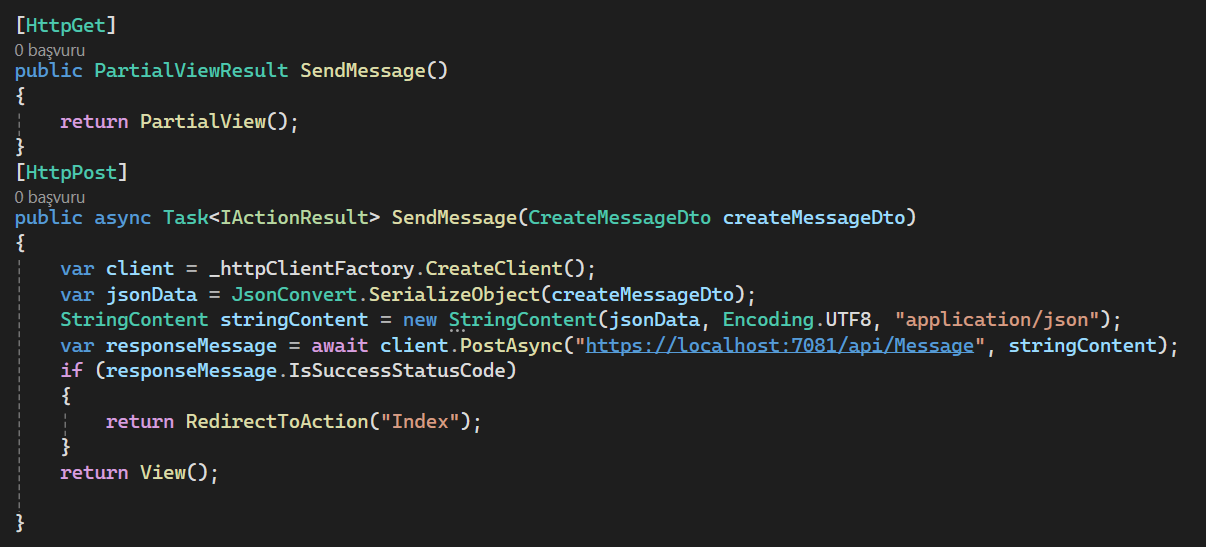 [HttpGet]
0 başvuru
public PartialViewResult SendMessage()
{
    return PartialView();
}
[HttpPost]
0 başvuru
public async Task<IActionResult> SendMessage(CreateMessageDto createMessageDto)
{
    var client = _httpClientFactory.CreateClient();
    var jsonData = JsonConvert.SerializeObject(createMessageDto);
    StringContent stringContent = new StringContent(jsonData, Encoding.UTF8, "application/json");
    var responseMessage = await client.PostAsync("https://localhost:7081/api/Message", stringContent);
    if (responseMessage.IsSuccessStatusCode)
    {
        return RedirectToAction("Index");
    }
    return View();
}